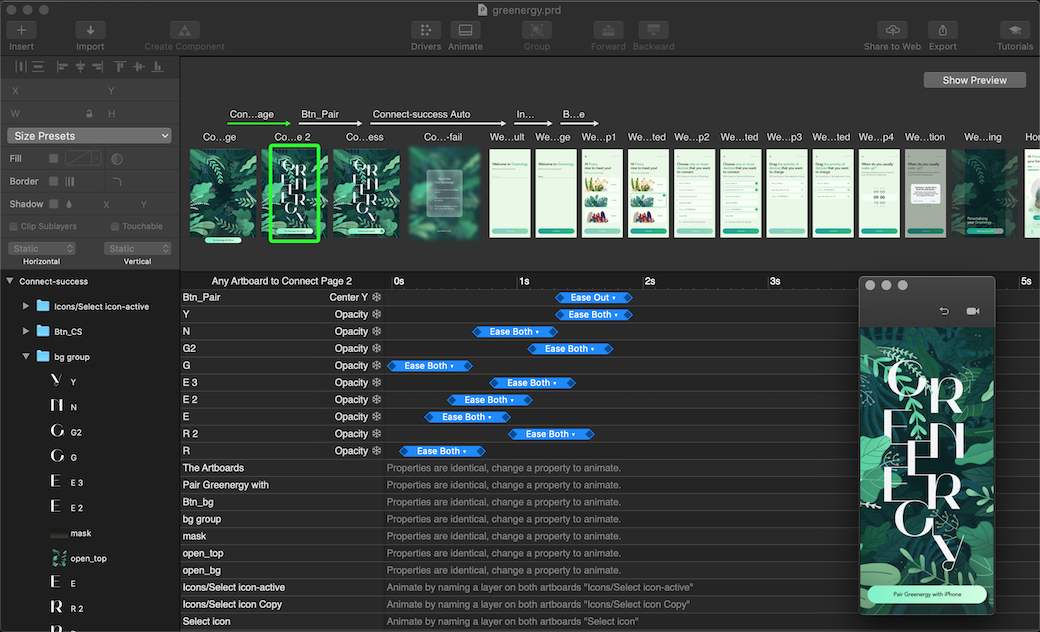 greenergy.prd
Insert Import Create Component Drivers Animate Group Forward Backward Share to Web Export Tutorials
X Y
W H
Size Presets
Fill
Border
Shadow X Y
Clip Sublayers Touchable
Static Static
Horizontal Vertical
Show Preview
Con...age Btn_Pair Connect-success Auto In... B...e
Co...ge Co...e 2 Co...ess Co...-fail We...ult We...ge We...p1 We...ted We...p2 We...ted We...p3 We...ted We...p4 We...tion We...ing Hor
Connect-success
Icons/Select icon-active
Btn_CS
bg group
Y Y
N N
G G2
G G
E E 3
E E 2
mask
open_top
E E
R R 2
Any Artboard to Connect Page 2 0s 1s 2s 3s 5s
Btn_Pair Center Y Ease Out
Y Opacity Ease Both
N Opacity Ease Both
G2 Opacity Ease Both
G Opacity Ease Both
E 3 Opacity Ease Both
E 2 Opacity Ease Both
E Opacity Ease Both
R 2 Opacity Ease Both
R Opacity Ease Both
The Artboards Properties are identical, change a property to animate.
Pair Greenergy with Properties are identical, change a property to animate.
Btn_bg Properties are identical, change a property to animate.
bg group Properties are identical, change a property to animate.
mask Properties are identical, change a property to animate.
open_top Properties are identical, change a property to animate.
open_bg Properties are identical, change a property to animate.
Icons/Select icon-active Animate by naming a layer on both artboards "Icons/Select icon-active"
Icons/Select icon Copy Animate by naming a layer on both artboards "Icons/Select icon Copy"
Select icon Animate by naming a layer on both artboards "Select icon"
GR
EEN
ER
GY
Pair Greenergy with iPhone